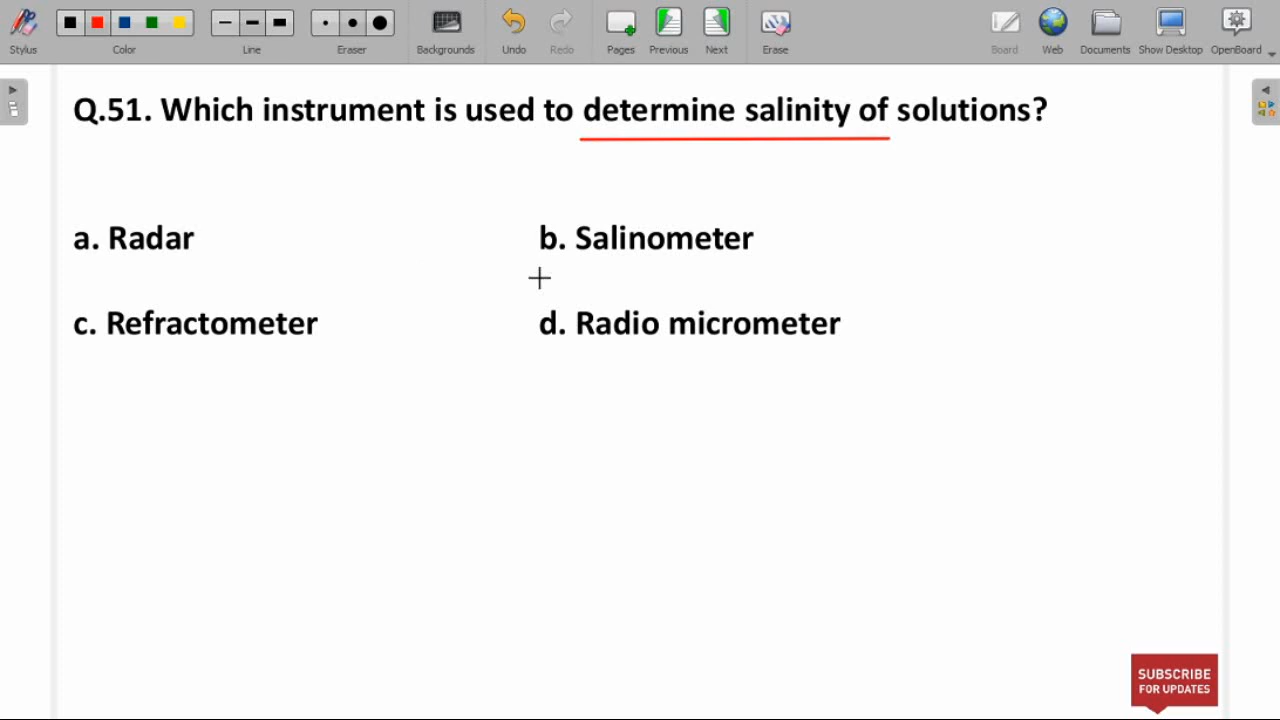 Stylus
Color
Line
Eraser
Backgrounds
Undo
Redo
Pages
Previous
Next
Erase
Board
Web
Documents
Show Desktop
OpenBoard
Q.51. Which instrument is used to determine salinity of solutions?
a. Radar
b. Salinometer
c. Refractometer
d. Radio micrometer
SUBSCRIBE
FOR UPDATES